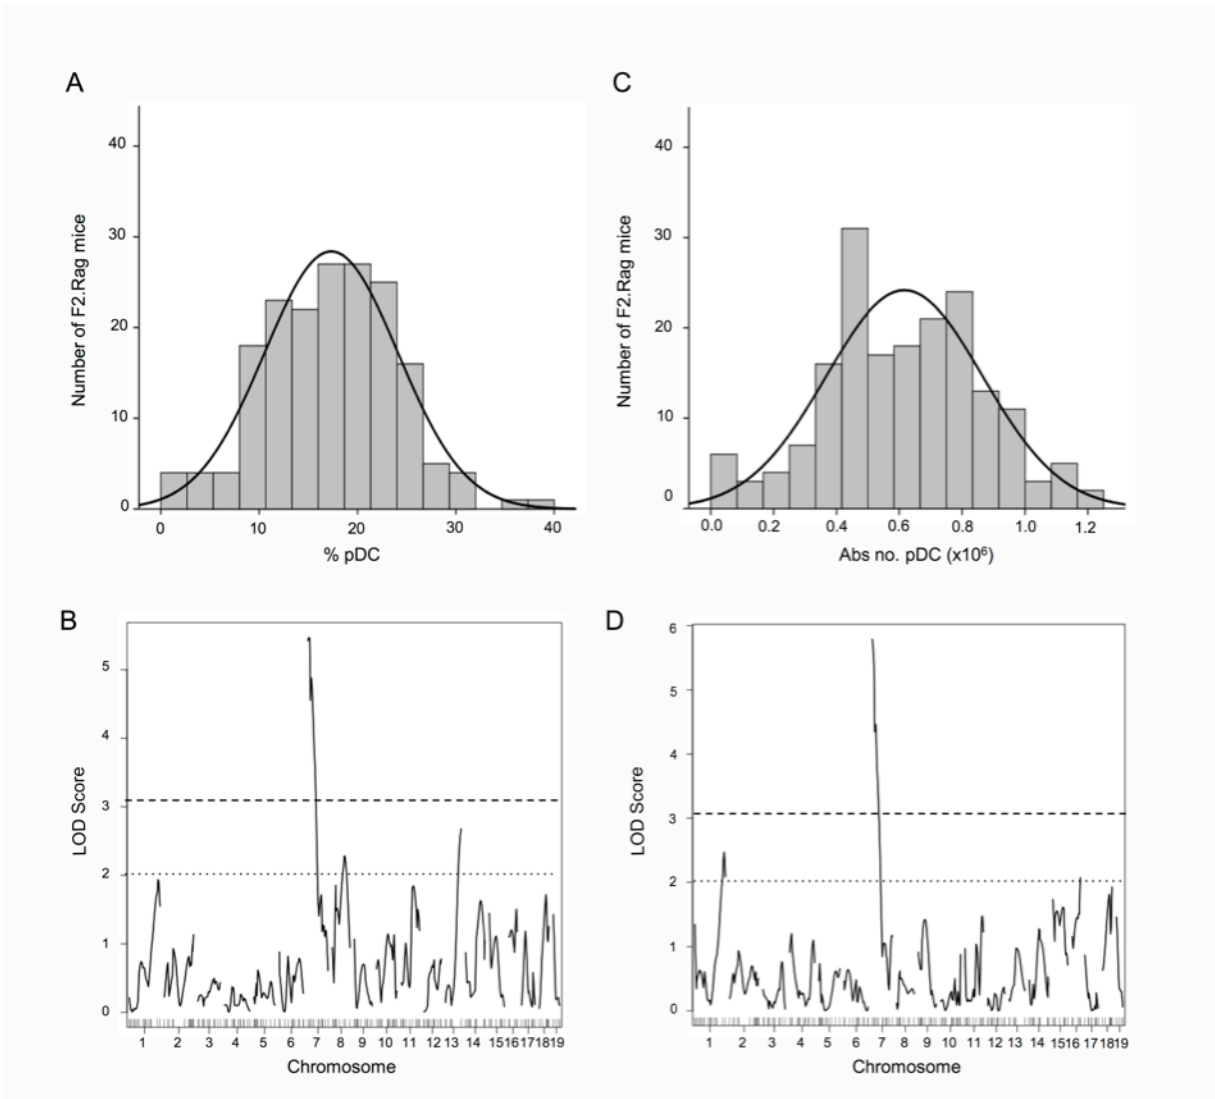 A
40
30
20
10
0
Number of F2.Rag mice
0 10 20 30 40
% pDC
C
40
30
20
10
0
Number of F2.Rag mice
0.0 0.2 0.4 0.6 0.8 1.0 1.2
Abs no. pDC (x10⁶)
B
5
4
3
2
1
0
LOD Score
1 2 3 4 5 6 7 8 9 10 11 12 13 14 15 16 17 18 19
Chromosome
D
6
5
4
3
2
1
0
LOD Score
1 2 3 4 5 6 7 8 9 10 11 12 13 14 15 16 17 18 19
Chromosome